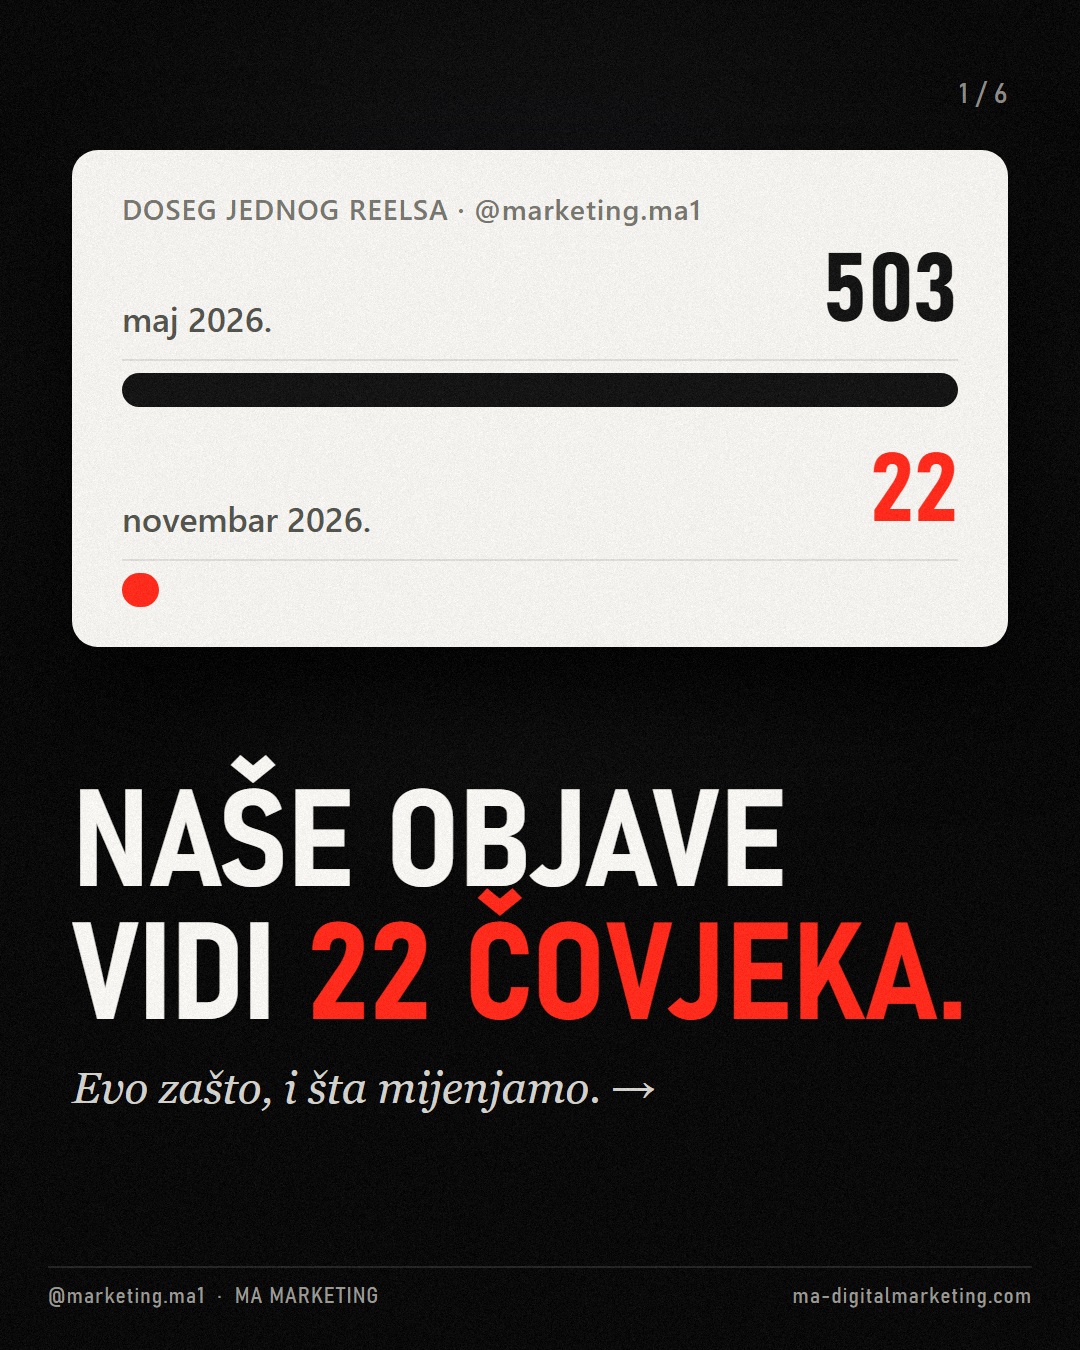 1 / 6
DOSEG JEDNOG REELSA · @marketing.ma1
503
maj 2026.
22
novembar 2026.
NAŠE OBJAVE
VIDI 22 ČOVJEKA.
Evo zašto, i šta mijenjamo. →
@marketing.ma1 · MA MARKETING
ma-digitalmarketing.com